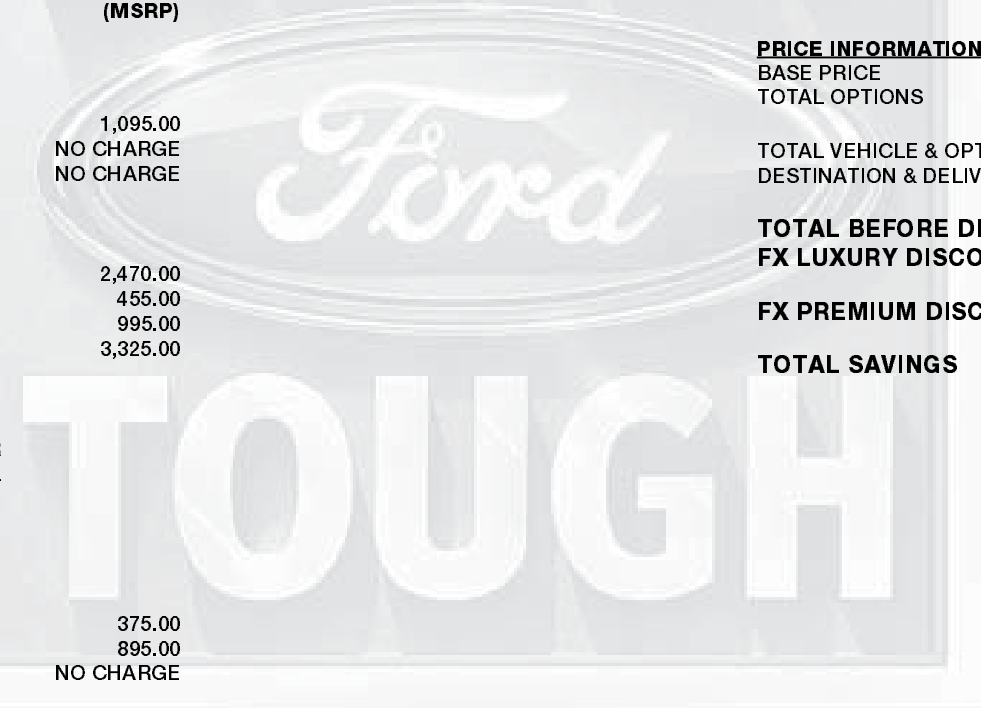 (MSRP)
1,095.00
NO CHARGE
NO CHARGE
2,470.00
455.00
995.00
3,325.00
375.00
895.00
NO CHARGE
PRICE INFORMATION
BASE PRICE
TOTAL OPTIONS
TOTAL VEHICLE & OPT
DESTINATION & DELIV
TOTAL BEFORE DI
FX LUXURY DISCO
FX PREMIUM DISC
TOTAL SAVINGS
Ford
TOUGH